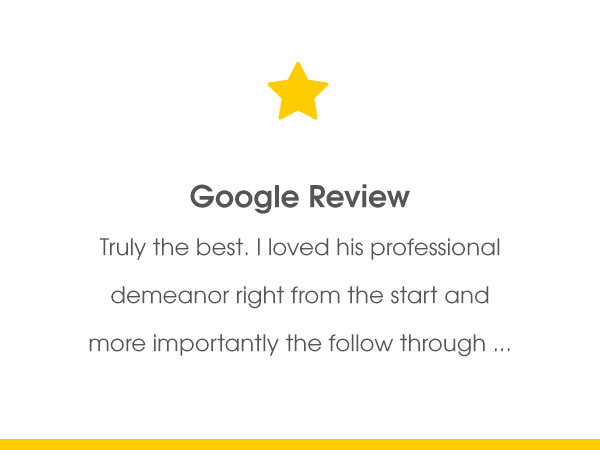 Google Review
Truly the best. I loved his professional
demeanor right from the start and
more importantly the follow through ...